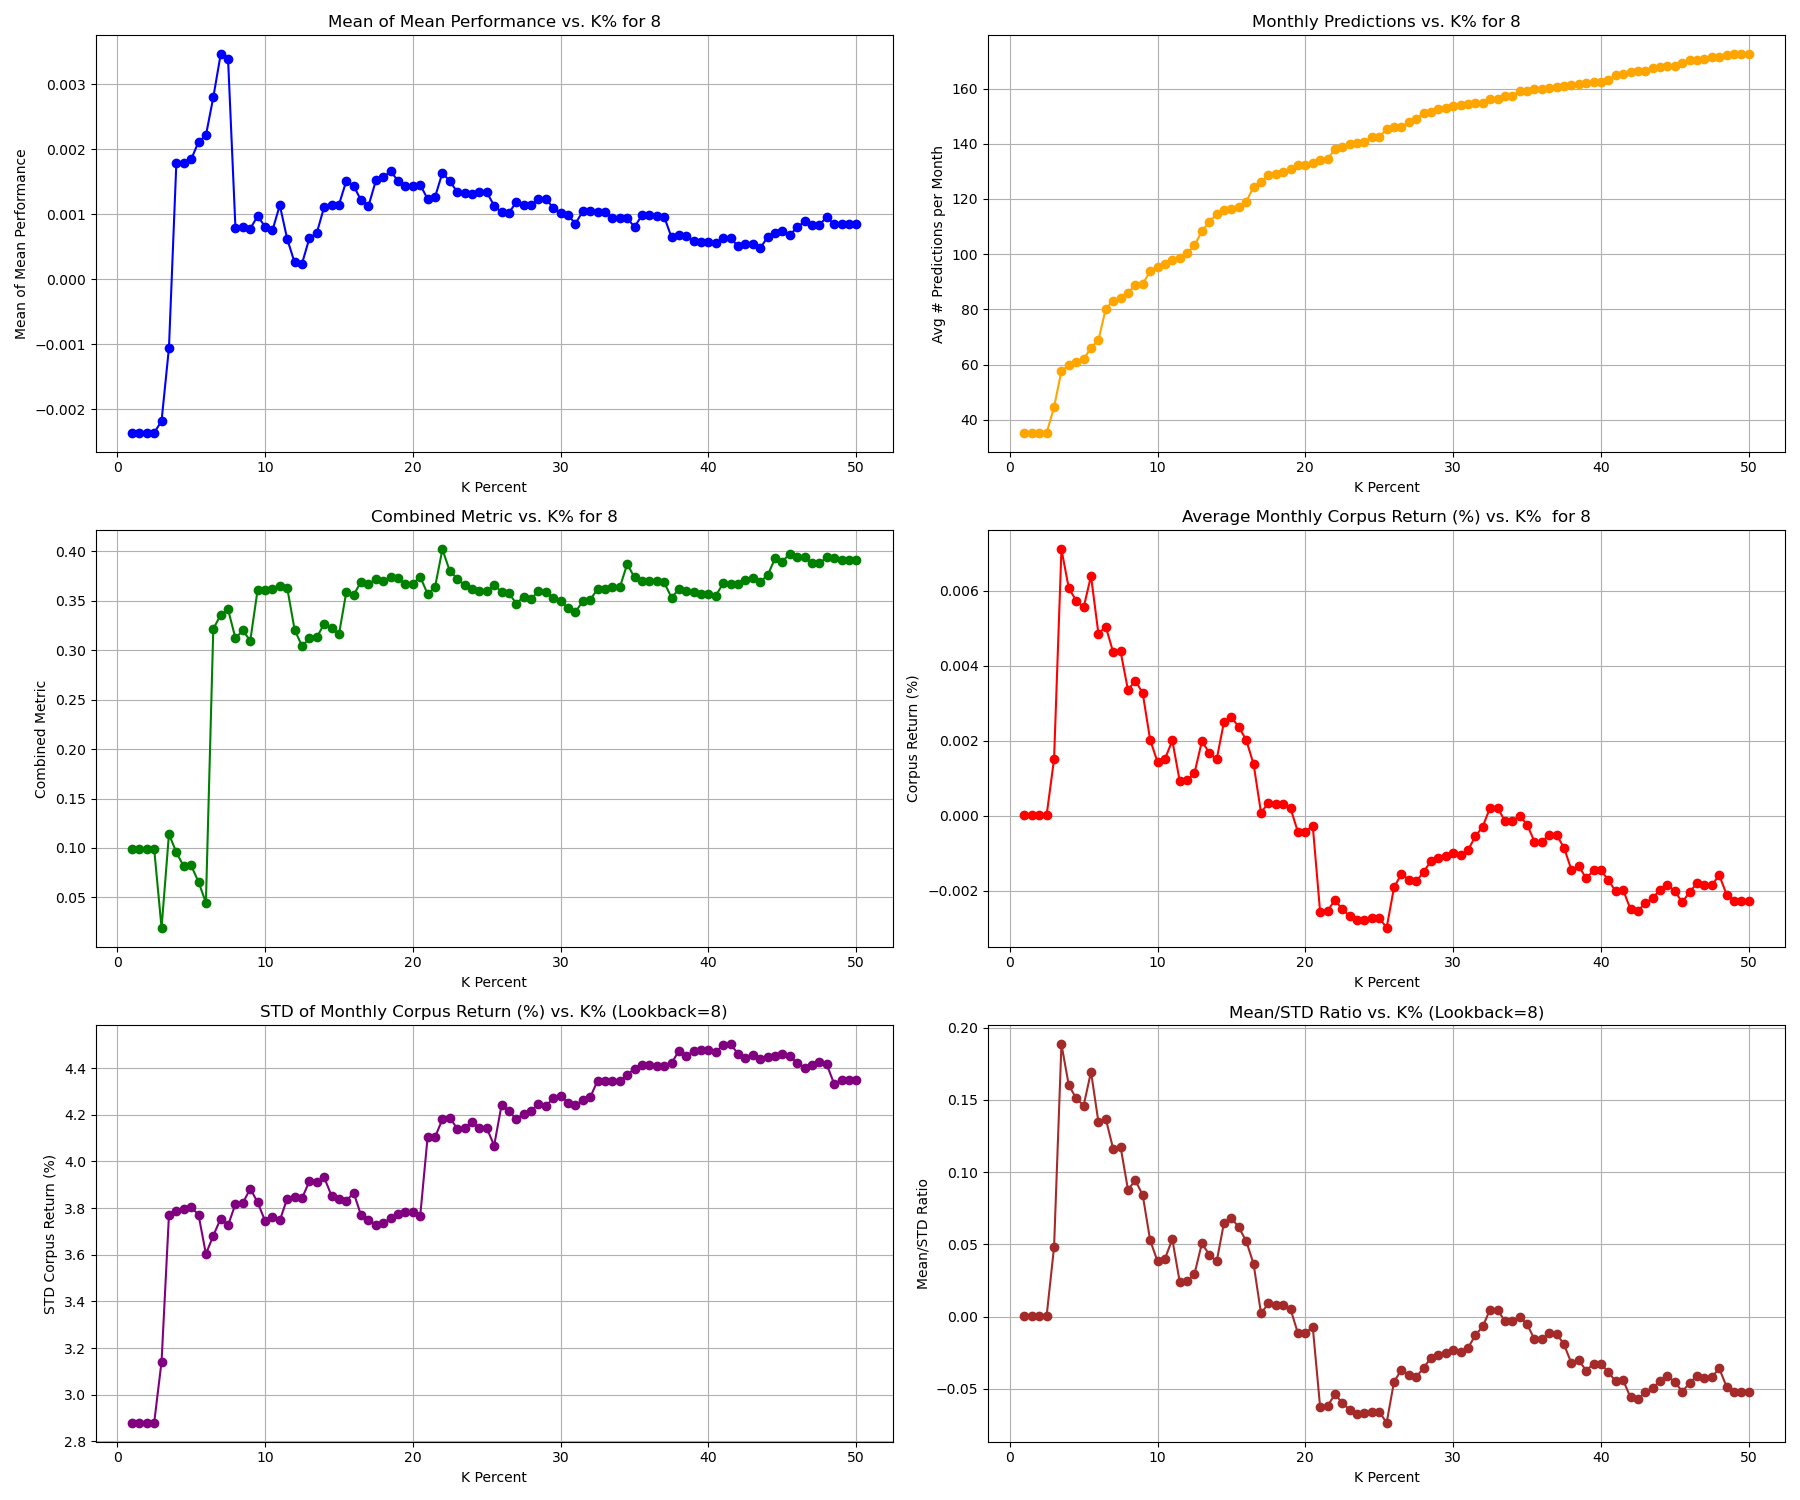 Mean of Mean Performance vs. K% for 8
Mean of Mean Performance
0.003
0.002
0.001
0.000
−0.001
−0.002
0 10 20 30 40 50
K Percent
Monthly Predictions vs. K% for 8
Avg # Predictions per Month
160
140
120
100
80
60
40
0 10 20 30 40 50
K Percent
Combined Metric vs. K% for 8
Combined Metric
0.40
0.35
0.30
0.25
0.20
0.15
0.10
0.05
0 10 20 30 40 50
K Percent
Average Monthly Corpus Return (%) vs. K%  for 8
Corpus Return (%)
0.006
0.004
0.002
0.000
−0.002
0 10 20 30 40 50
K Percent
STD of Monthly Corpus Return (%) vs. K% (Lookback=8)
STD Corpus Return (%)
4.4
4.2
4.0
3.8
3.6
3.4
3.2
3.0
2.8
0 10 20 30 40 50
K Percent
Mean/STD Ratio vs. K% (Lookback=8)
Mean/STD Ratio
0.20
0.15
0.10
0.05
0.00
−0.05
0 10 20 30 40 50
K Percent